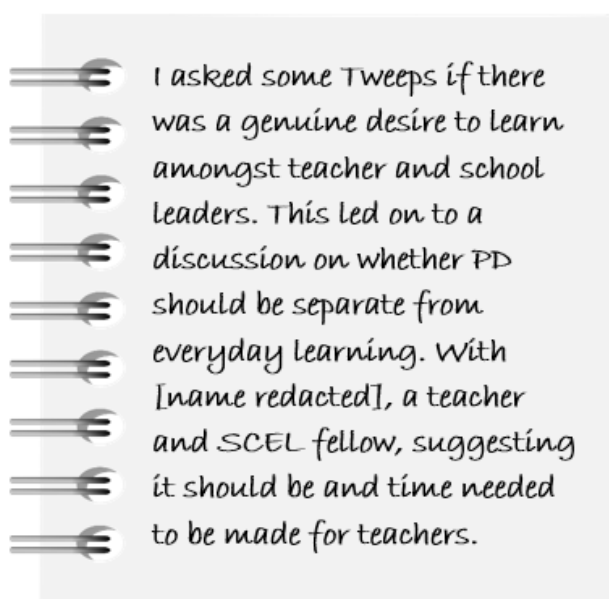 I asked some Tweeps if there
was a genuine desire to learn
amongst teacher and school
leaders. This led on to a
discussion on whether PD
should be separate from
everyday learning. With
[name redacted], a teacher
and SCEL fellow, suggesting
it should be and time needed
to be made for teachers.